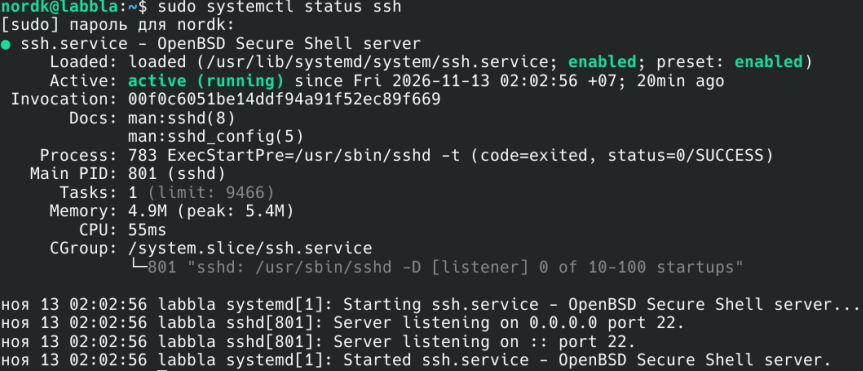 nordk@labbla:~$ sudo systemctl status ssh
[sudo] пароль для nordk:
● ssh.service - OpenBSD Secure Shell server
Loaded: loaded (/usr/lib/systemd/system/ssh.service; enabled; preset: enabled)
Active: active (running) since Fri 2026-11-13 02:02:56 +07; 20min ago
Invocation: 00f0c6051be14ddf94a91f52ec89f669
Docs: man:sshd(8)
man:sshd_config(5)
Process: 783 ExecStartPre=/usr/sbin/sshd -t (code=exited, status=0/SUCCESS)
Main PID: 801 (sshd)
Tasks: 1 (limit: 9466)
Memory: 4.9M (peak: 5.4M)
CPU: 55ms
CGroup: /system.slice/ssh.service
└─801 "sshd: /usr/sbin/sshd -D [listener] 0 of 10-100 startups"
ноя 13 02:02:56 labbla systemd[1]: Starting ssh.service - OpenBSD Secure Shell server...
ноя 13 02:02:56 labbla sshd[801]: Server listening on 0.0.0.0 port 22.
ноя 13 02:02:56 labbla sshd[801]: Server listening on :: port 22.
ноя 13 02:02:56 labbla systemd[1]: Started ssh.service - OpenBSD Secure Shell server.